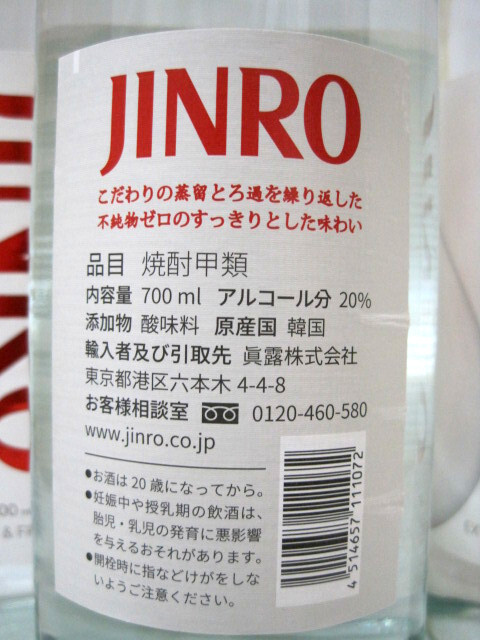 JINRO
こだわりの蒸留とろ過を繰り返した
不純物ゼロのすっきりとした味わい
品目 焼酎甲類
内容量 700 ml アルコール分 20%
添加物 酸味料 原産国 韓国
輸入者及び引取先 眞露株式会社
東京都港区六本木 4-4-8
お客様相談室 0120-460-580
www.jinro.co.jp
●お酒は20歳になってから。
●妊娠中や授乳期の飲酒は、
胎児・乳児の発育に悪影響
を与えるおそれがあります。
●開栓時に指などけがをしな
いようご注意ください。
4 514657 111072